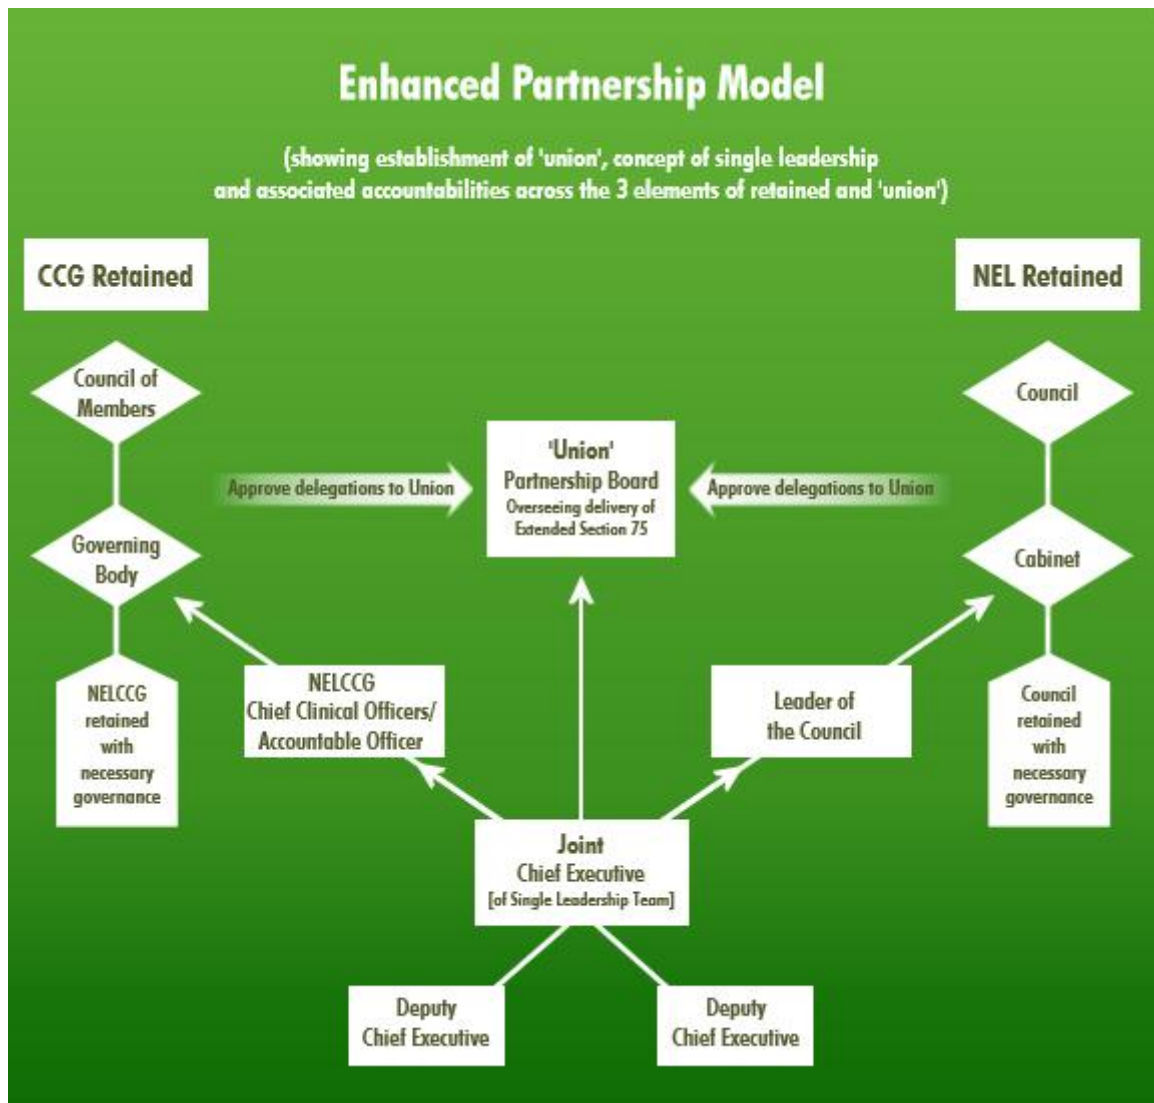 Enhanced Partnership Model
(showing establishment of 'union', concept of single leadership
and associated accountabilities across the 3 elements of retained and 'union')
CCG Retained
NEL Retained
Council of
Members
Council
'Union'
Partnership Board
Overseeing delivery of
Extended Section 75
Approve delegations to Union
Approve delegations to Union
Governing
Body
Cabinet
NELCCG
retained
with
necessary
governance
NELCCG
Chief Clinical Officers/
Accountable Officer
Leader of
the Council
Council
retained
with
necessary
governance
Joint
Chief Executive
[of Single Leadership Team]
Deputy
Chief Executive
Deputy
Chief Executive